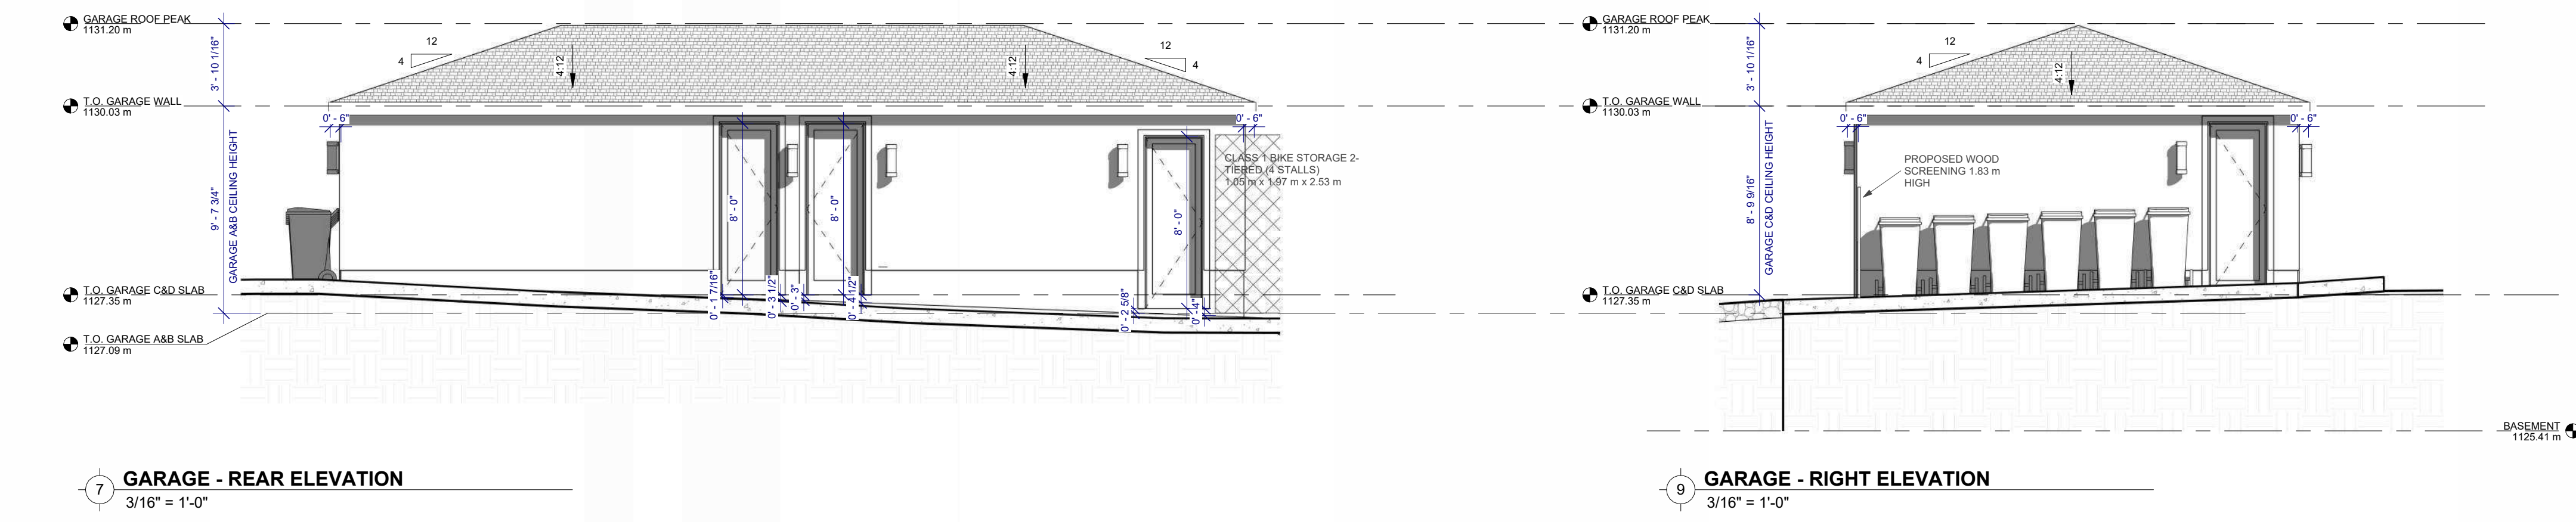 GARAGE ROOF PEAK
1131.20 m
3' - 10 1/16"
12
4
4:12
4:12
12
4
T.O. GARAGE WALL
1130.03 m
0' - 6"
0' - 6"
9' - 7 3/4"
GARAGE A&B CEILING HEIGHT
8' - 0"
8' - 0"
8' - 0"
CLASS 1 BIKE STORAGE 2-
TIERED (4 STALLS)
1.05 m x 1.97 m x 2.53 m
0' - 1 7/16"
0' - 3 1/2"
0' - 3"
0' - 4 1/2"
0' - 2 5/8"
0' - 4"
T.O. GARAGE C&D SLAB
1127.35 m
T.O. GARAGE A&B SLAB
1127.09 m
7
GARAGE - REAR ELEVATION
3/16" = 1'-0"
GARAGE ROOF PEAK
1131.20 m
3' - 10 1/16"
12
4
4:12
T.O. GARAGE WALL
1130.03 m
0' - 6"
0' - 6"
8' - 9 9/16"
GARAGE C&D CEILING HEIGHT
PROPOSED WOOD
SCREENING 1.83 m
HIGH
T.O. GARAGE C&D SLAB
1127.35 m
BASEMENT
1125.41 m
9
GARAGE - RIGHT ELEVATION
3/16" = 1'-0"